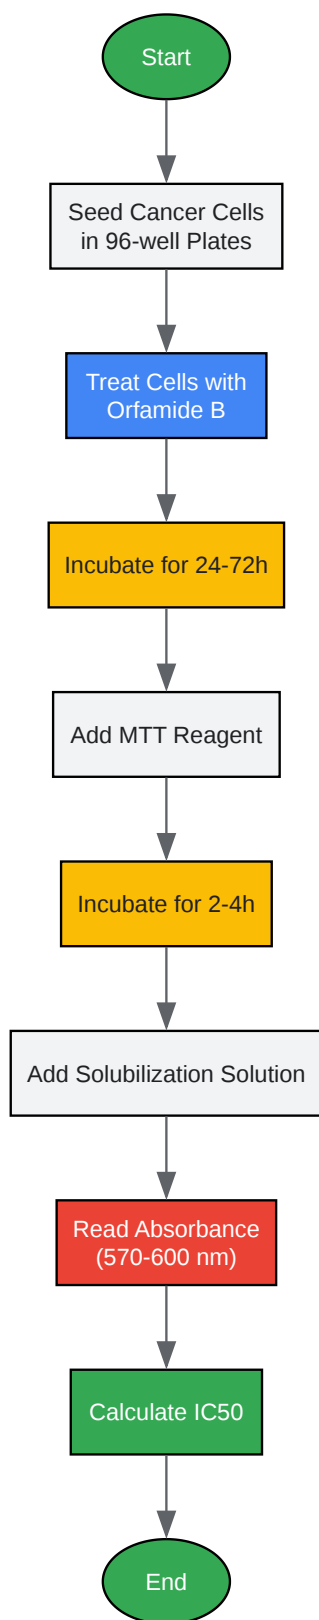 Start
Seed Cancer Cells
in 96-well Plates
Treat Cells with
Orfamide B
Incubate for 24-72h
Add MTT Reagent
Incubate for 2-4h
Add Solubilization Solution
Read Absorbance
(570-600 nm)
Calculate IC50
End